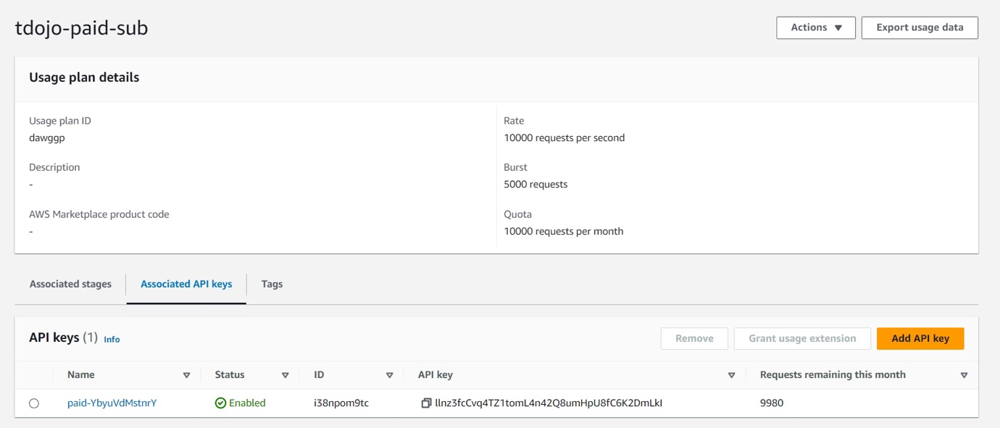 tdojo-paid-sub
Actions
Export usage data
Usage plan details
Usage plan ID
dawggp
Rate
10000 requests per second
Description
-
Burst
5000 requests
AWS Marketplace product code
-
Quota
10000 requests per month
Associated stages
Associated API keys
Tags
API keys (1) Info
Remove
Grant usage extension
Add API key
Name Status ID API key Requests remaining this month
paid-YbyuVdMstnrY Enabled i38npom9tc llnz3fcCvq4TZ1tomL4n42Q8umHpU8fC6K2DmLkI 9980